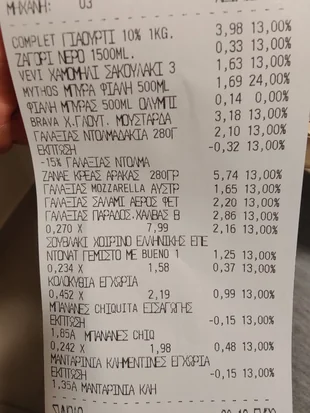 ΜΗΧΑΝΗ: 03
COMPLET ΓΙΑΟΥΡΤΙ 10% 1KG. 3,98 13,00%
ΖΑΓΟΡΙ ΝΕΡΟ 1500ML. 0,33 13,00%
VEVI ΧΑΜΟΜΗΛΙ ΣΑΚΟΥΛΑΚΙ 3 1,63 13,00%
MYTHOS ΜΠΥΡΑ ΦΙΑΛΗ 500ML 1,69 24,00%
ΦΙΑΛΗ ΜΠΥΡΑΣ 500ML ΟΛΥΜΠΙ 0,14 0,00%
BRAVA Χ.ΓΛΟΥΤ. ΜΟΥΣΤΑΡΔΑ 3,18 13,00%
ΓΑΛΑΞΙΑΣ ΝΤΟΛΜΑΔΑΚΙΑ 280Γ 2,10 13,00%
ΕΚΠΤΩΣΗ -0,32 13,00%
-15% ΓΑΛΑΞΙΑΣ ΝΤΟΛΜΑ
ΖΑΝΑΕ ΚΡΕΑΣ ΑΡΑΚΑΣ 280ΓΡ 5,74 13,00%
ΓΑΛΑΞΙΑΣ MOZZARELLA ΑΥΣΤΡ 1,65 13,00%
ΓΑΛΑΞΙΑΣ ΣΑΛΑΜΙ ΑΕΡΟΣ ΦΕΤ 2,20 13,00%
ΓΑΛΑΞΙΑΣ ΠΑΡΑΔΟΣ.ΧΑΛΒΑΣ Β 2,86 13,00%
0,270 X 7,99 2,16 13,00%
ΣΟΥΒΛΑΚΙ ΧΟΙΡΙΝΟ ΕΛΛΗΝΙΚΗΣ ΕΠΕ
ΝΤΟΝΑΤ ΓΕΜΙΣΤΟ ΜΕ BUENO 1 1,25 13,00%
0,234 X 1,58 0,37 13,00%
ΚΟΛΟΚΥΘΙΑ ΕΓΧΩΡΙΑ
0,452 X 2,19 0,99 13,00%
ΜΠΑΝΑΝΕΣ CHIQUITA ΕΙΣΑΓΩΓΗΣ
ΕΚΠΤΩΣΗ -0,15 13,00%
1.85Α ΜΠΑΝΑΝΕΣ CHIQ
0,242 X 1,98 0,48 13,00%
ΜΑΝΤΑΡΙΝΙΑ ΚΛΗΜΕΝΤΙΝΕΣ ΕΓΧΩΡΙΑ
ΕΚΠΤΩΣΗ -0,15 13,00%
1.35Α ΜΑΝΤΑΡΙΝΙΑ ΚΛΗ